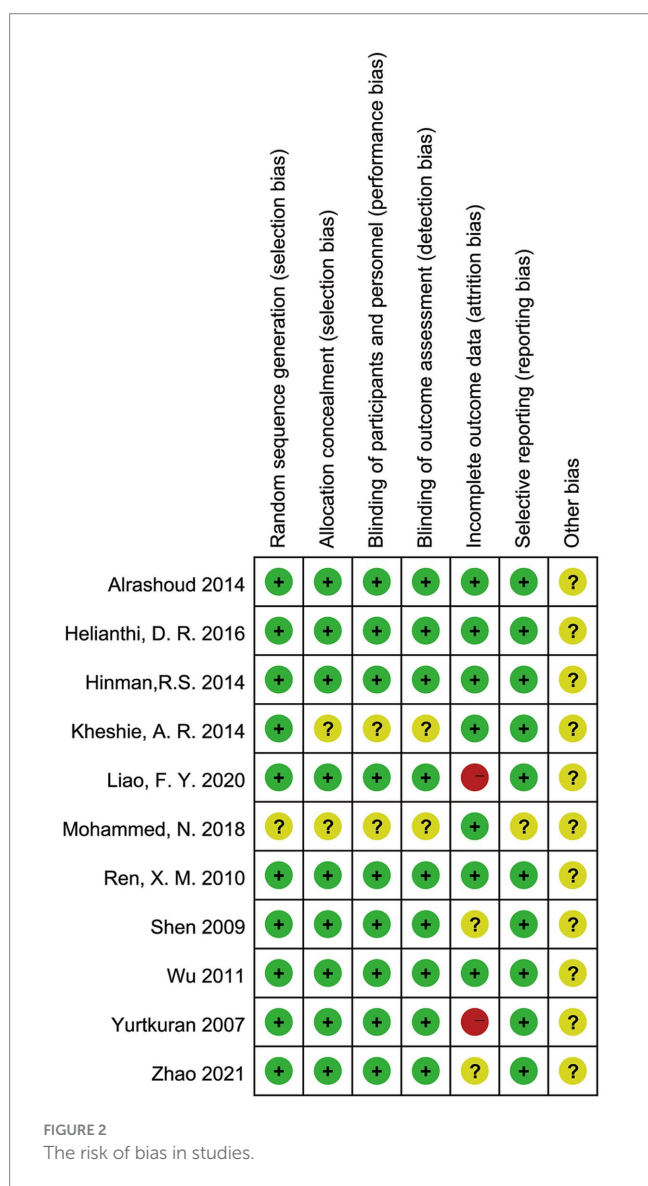 Random sequence generation (selection bias)
Allocation concealment (selection bias)
Blinding of participants and personnel (performance bias)
Blinding of outcome assessment (detection bias)
Incomplete outcome data (attrition bias)
Selective reporting (reporting bias)
Other bias
Alrashoud 2014 + + + + + + ?
Helianthi, D. R. 2016 + + + + + + ?
Hinman,R.S. 2014 + + + + + + ?
Kheshie, A. R. 2014 + ? ? ? + + ?
Liao, F. Y. 2020 + + + + − + ?
Mohammed, N. 2018 ? ? ? ? + ? ?
Ren, X. M. 2010 + + + + + + ?
Shen 2009 + + + + ? + ?
Wu 2011 + + + + + + ?
Yurtkuran 2007 + + + + − + ?
Zhao 2021 + + + + ? + ?
FIGURE 2
The risk of bias in studies.